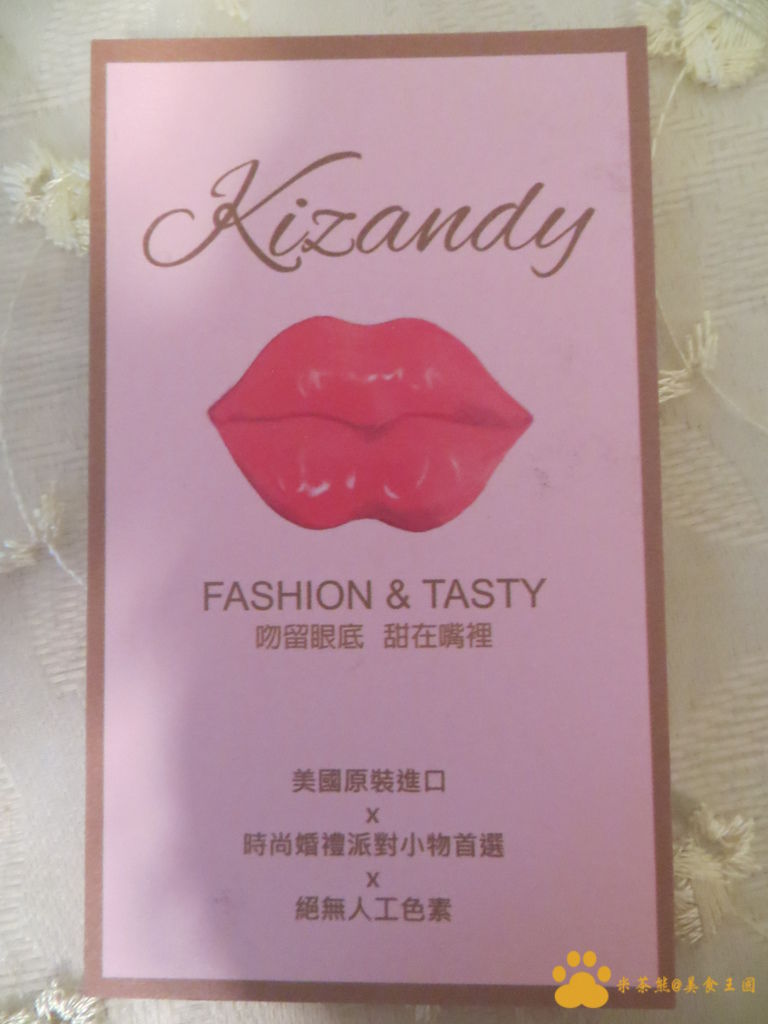 Kizandy
FASHION & TASTY
吻留眼底 甜在嘴裡
美國原裝進口
x
時尚婚禮派對小物首選
x
絕無人工色素
米茶熊@美食王國